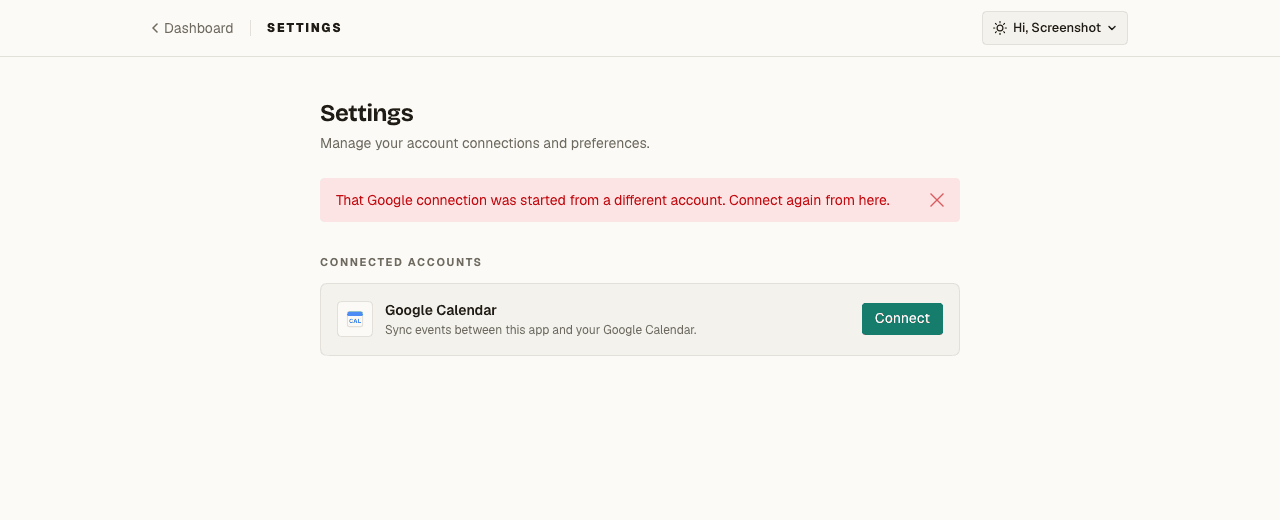 Dashboard
SETTINGS
Hi, Screenshot
Settings
Manage your account connections and preferences.
That Google connection was started from a different account. Connect again from here.
CONNECTED ACCOUNTS
CAL
Google Calendar
Sync events between this app and your Google Calendar.
Connect